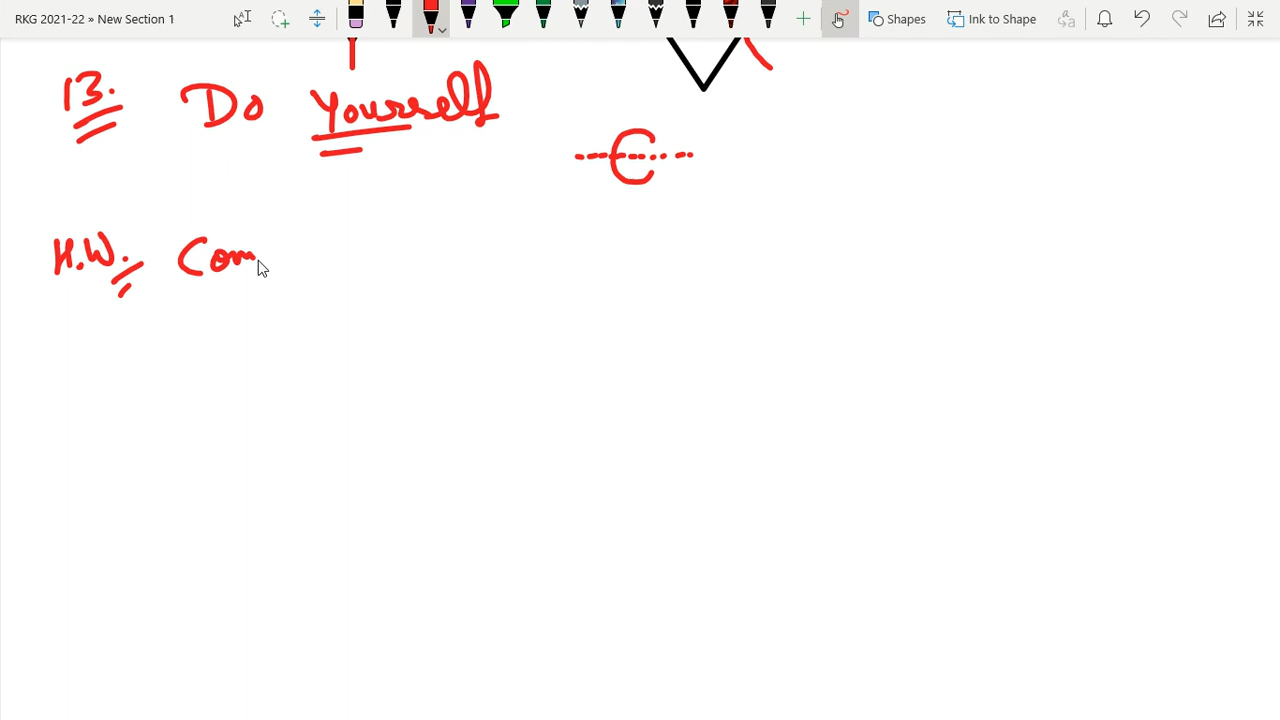 RKG 2021-22 » New Section 1 Shapes Ink to Shape
13. Do Yourself
C
H.W. Com